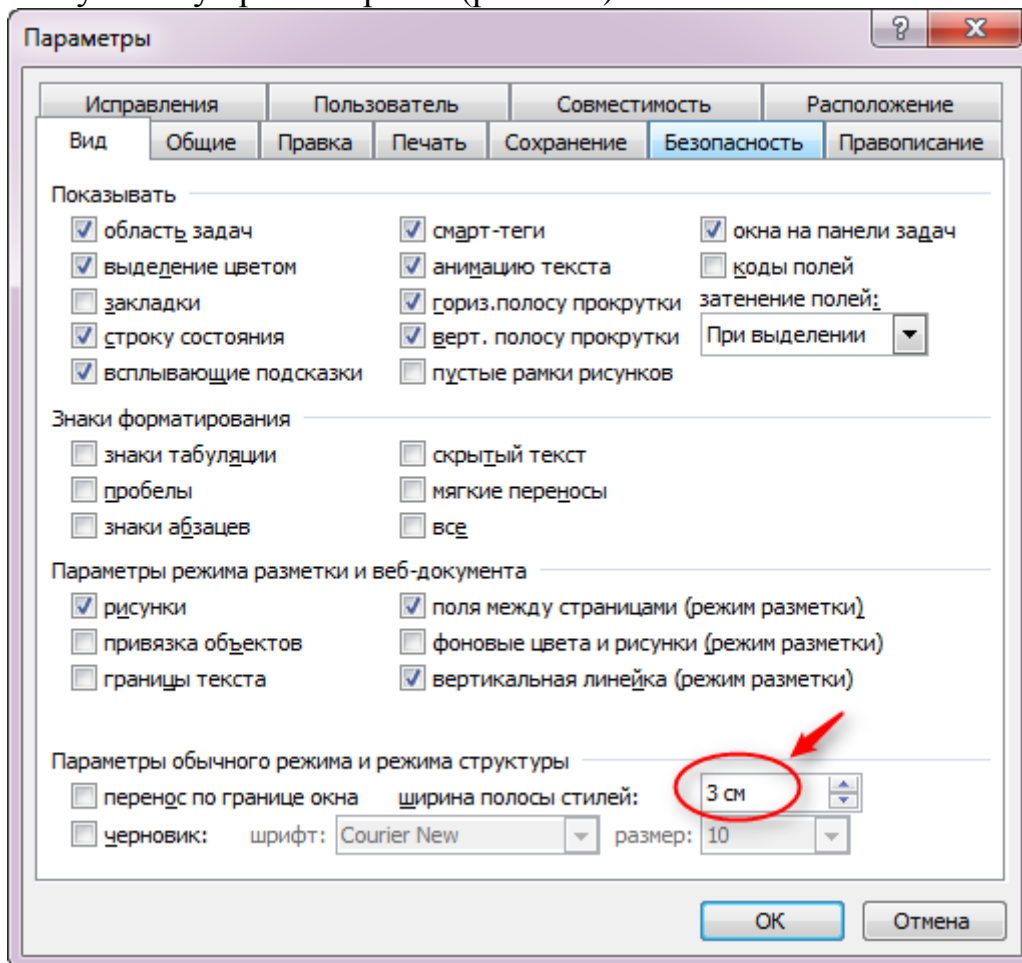 Параметры
Исправления Пользователь Совместимость Расположение
Вид Общие Правка Печать Сохранение Безопасность Правописание
Показывать
область задач смарт-теги окна на панели задач
выделение цветом анимацию текста коды полей
закладки гориз.полосу прокрутки затенение полей:
строку состояния верт. полосу прокрутки При выделении
всплывающие подсказки пустые рамки рисунков
Знаки форматирования
знаки табуляции скрытый текст
пробелы мягкие переносы
знаки абзацев все
Параметры режима разметки и веб-документа
рисунки поля между страницами (режим разметки)
привязка объектов фоновые цвета и рисунки (режим разметки)
границы текста вертикальная линейка (режим разметки)
Параметры обычного режима и режима структуры
перенос по границе окна ширина полосы стилей: 3 см
черновик: шрифт: Courier New размер: 10
ОК Отмена